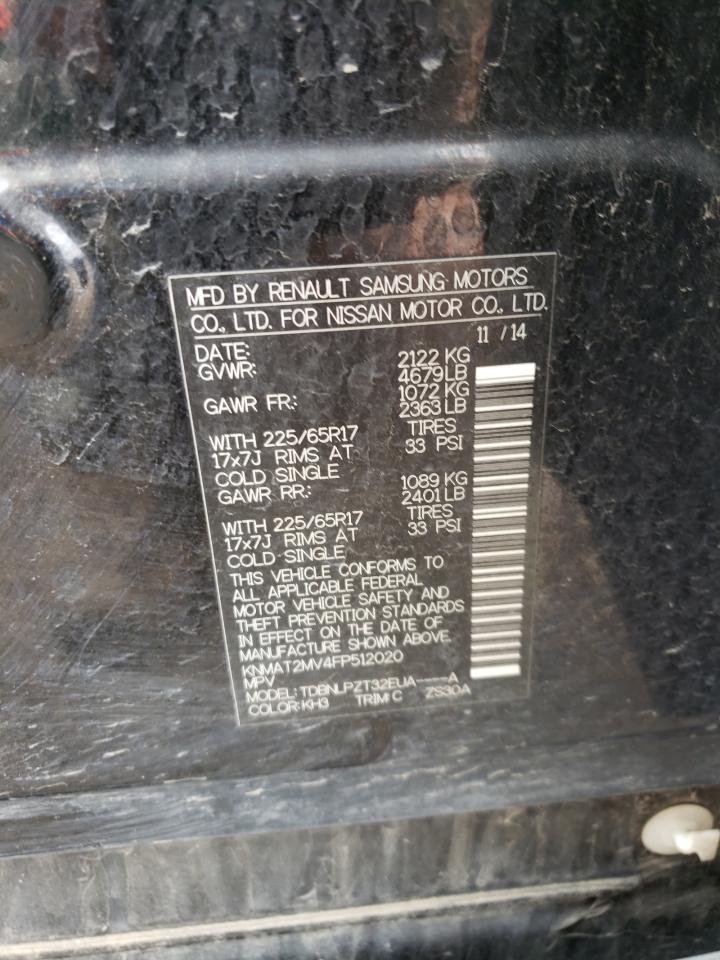 MFD BY RENAULT SAMSUNG MOTORS
CO., LTD. FOR NISSAN MOTOR CO., LTD.
DATE: 11 / 14
GVWR: 2122 KG
4679 LB
GAWR FR.: 1072 KG
2363 LB
WITH 225/65R17 TIRES
17x7J RIMS AT 33 PSI
COLD SINGLE
GAWR RR.: 1089 KG
2401 LB
WITH 225/65R17 TIRES
17x7J RIMS AT 33 PSI
COLD SINGLE
THIS VEHICLE CONFORMS TO
ALL APPLICABLE FEDERAL
MOTOR VEHICLE SAFETY AND
THEFT PREVENTION STANDARDS
IN EFFECT ON THE DATE OF
MANUFACTURE SHOWN ABOVE.
KNMAT2MV4FP512020
MPV
MODEL: TDBNLPZT32EUA-----A
COLOR: KH3 TRIM: C ZS30A